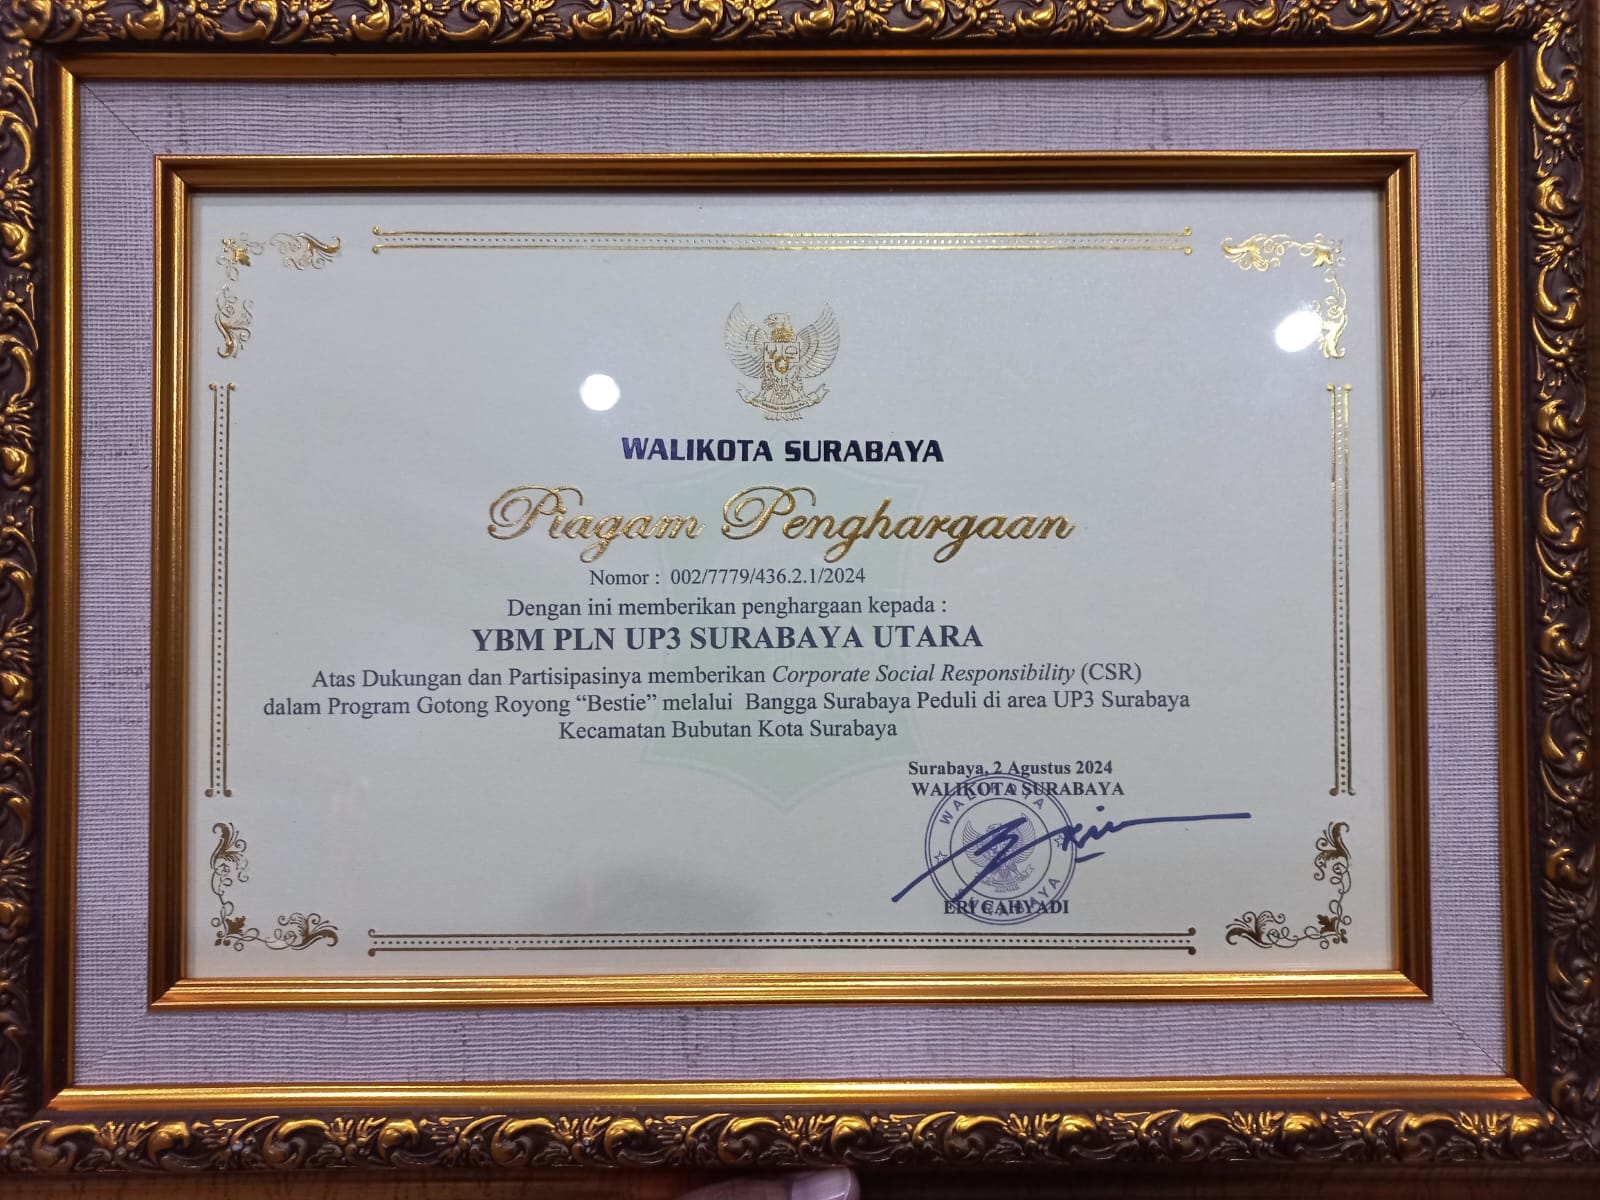 WALIKOTA SURABAYA
Piagam Penghargaan
Nomor : 002/7779/436.2.1/2024
Dengan ini memberikan penghargaan kepada :
YBM PLN UP3 SURABAYA UTARA
Atas Dukungan dan Partisipasinya memberikan Corporate Social Responsibility (CSR)
dalam Program Gotong Royong “Bestie” melalui Bangga Surabaya Peduli di area UP3 Surabaya
Kecamatan Bubutan Kota Surabaya
Surabaya, 2 Agustus 2024
WALIKOTA SURABAYA
WALIKOTA
SURABAYA
ERI CAHYADI